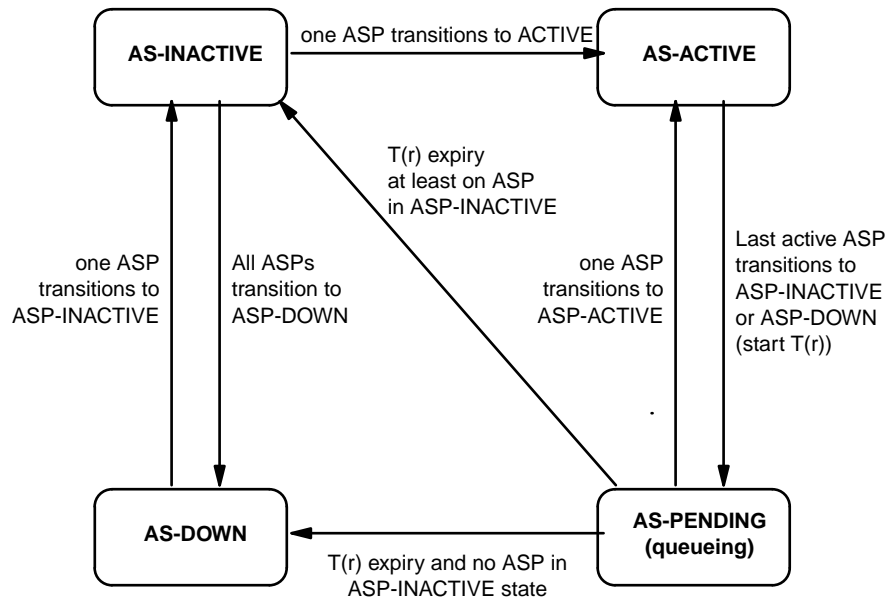 AS-INACTIVE
one ASP transitions to ACTIVE
AS-ACTIVE
T(r) expiry
at least on ASP
in ASP-INACTIVE
one ASP
transitions to
ASP-INACTIVE
All ASPs
transition to
ASP-DOWN
one ASP
transitions to
ASP-ACTIVE
Last active ASP
transitions to
ASP-INACTIVE
or ASP-DOWN
(start T(r))
AS-DOWN
T(r) expiry and no ASP in
ASP-INACTIVE state
AS-PENDING
(queueing)